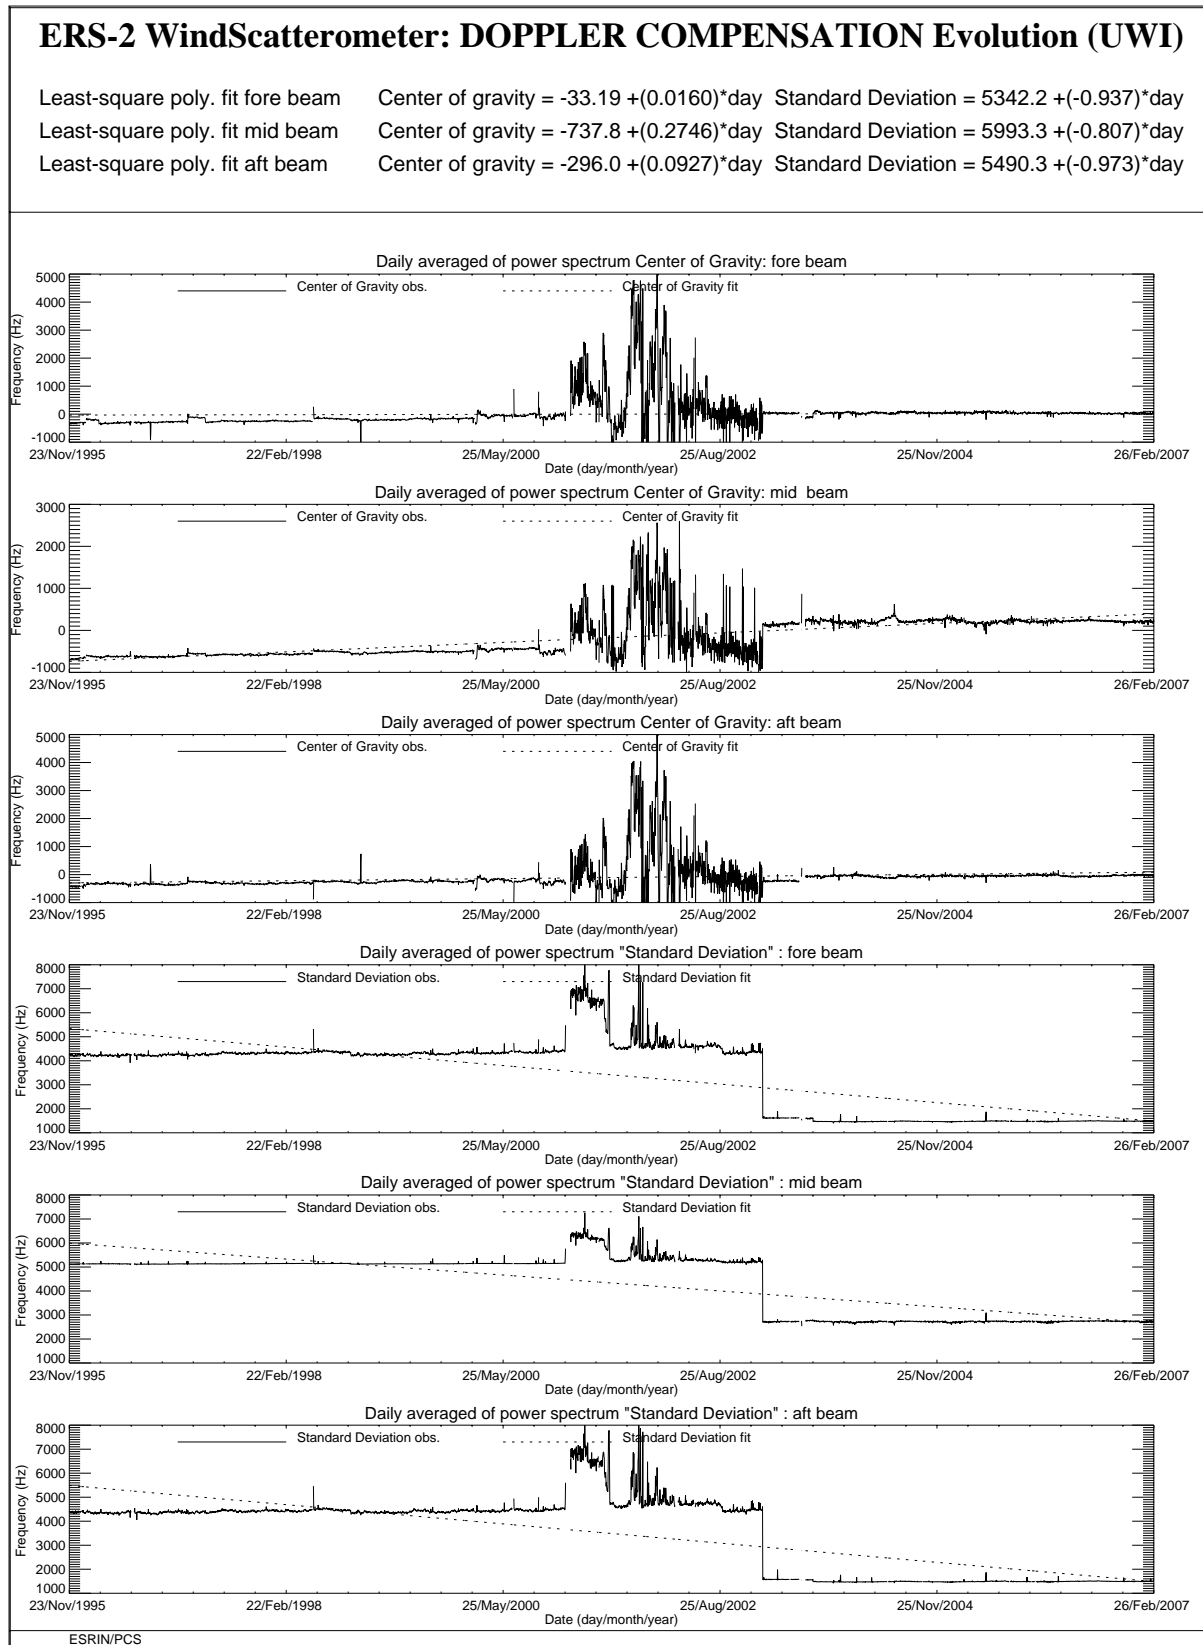 ERS-2 WindScatterometer: DOPPLER COMPENSATION Evolution (UWI)
Least-square poly. fit fore beam Center of gravity = -33.19 +(0.0160)*day Standard Deviation = 5342.2 +(-0.937)*day
Least-square poly. fit mid beam Center of gravity = -737.8 +(0.2746)*day Standard Deviation = 5993.3 +(-0.807)*day
Least-square poly. fit aft beam Center of gravity = -296.0 +(0.0927)*day Standard Deviation = 5490.3 +(-0.973)*day
Daily averaged of power spectrum Center of Gravity: fore beam
Center of Gravity obs. Center of Gravity fit
5000
4000
3000
2000
1000
0
-1000
Frequency (Hz)
23/Nov/1995 22/Feb/1998 25/May/2000 25/Aug/2002 25/Nov/2004 26/Feb/2007
Date (day/month/year)
Daily averaged of power spectrum Center of Gravity: mid beam
Center of Gravity obs. Center of Gravity fit
3000
2000
1000
0
-1000
Frequency (Hz)
23/Nov/1995 22/Feb/1998 25/May/2000 25/Aug/2002 25/Nov/2004 26/Feb/2007
Date (day/month/year)
Daily averaged of power spectrum Center of Gravity: aft beam
Center of Gravity obs. Center of Gravity fit
5000
4000
3000
2000
1000
0
-1000
Frequency (Hz)
23/Nov/1995 22/Feb/1998 25/May/2000 25/Aug/2002 25/Nov/2004 26/Feb/2007
Date (day/month/year)
Daily averaged of power spectrum "Standard Deviation" : fore beam
Standard Deviation obs. Standard Deviation fit
8000
7000
6000
5000
4000
3000
2000
1000
Frequency (Hz)
23/Nov/1995 22/Feb/1998 25/May/2000 25/Aug/2002 25/Nov/2004 26/Feb/2007
Date (day/month/year)
Daily averaged of power spectrum "Standard Deviation" : mid beam
Standard Deviation obs. Standard Deviation fit
8000
7000
6000
5000
4000
3000
2000
1000
Frequency (Hz)
23/Nov/1995 22/Feb/1998 25/May/2000 25/Aug/2002 25/Nov/2004 26/Feb/2007
Date (day/month/year)
Daily averaged of power spectrum "Standard Deviation" : aft beam
Standard Deviation obs. Standard Deviation fit
8000
7000
6000
5000
4000
3000
2000
1000
Frequency (Hz)
23/Nov/1995 22/Feb/1998 25/May/2000 25/Aug/2002 25/Nov/2004 26/Feb/2007
Date (day/month/year)
ESRIN/PCS